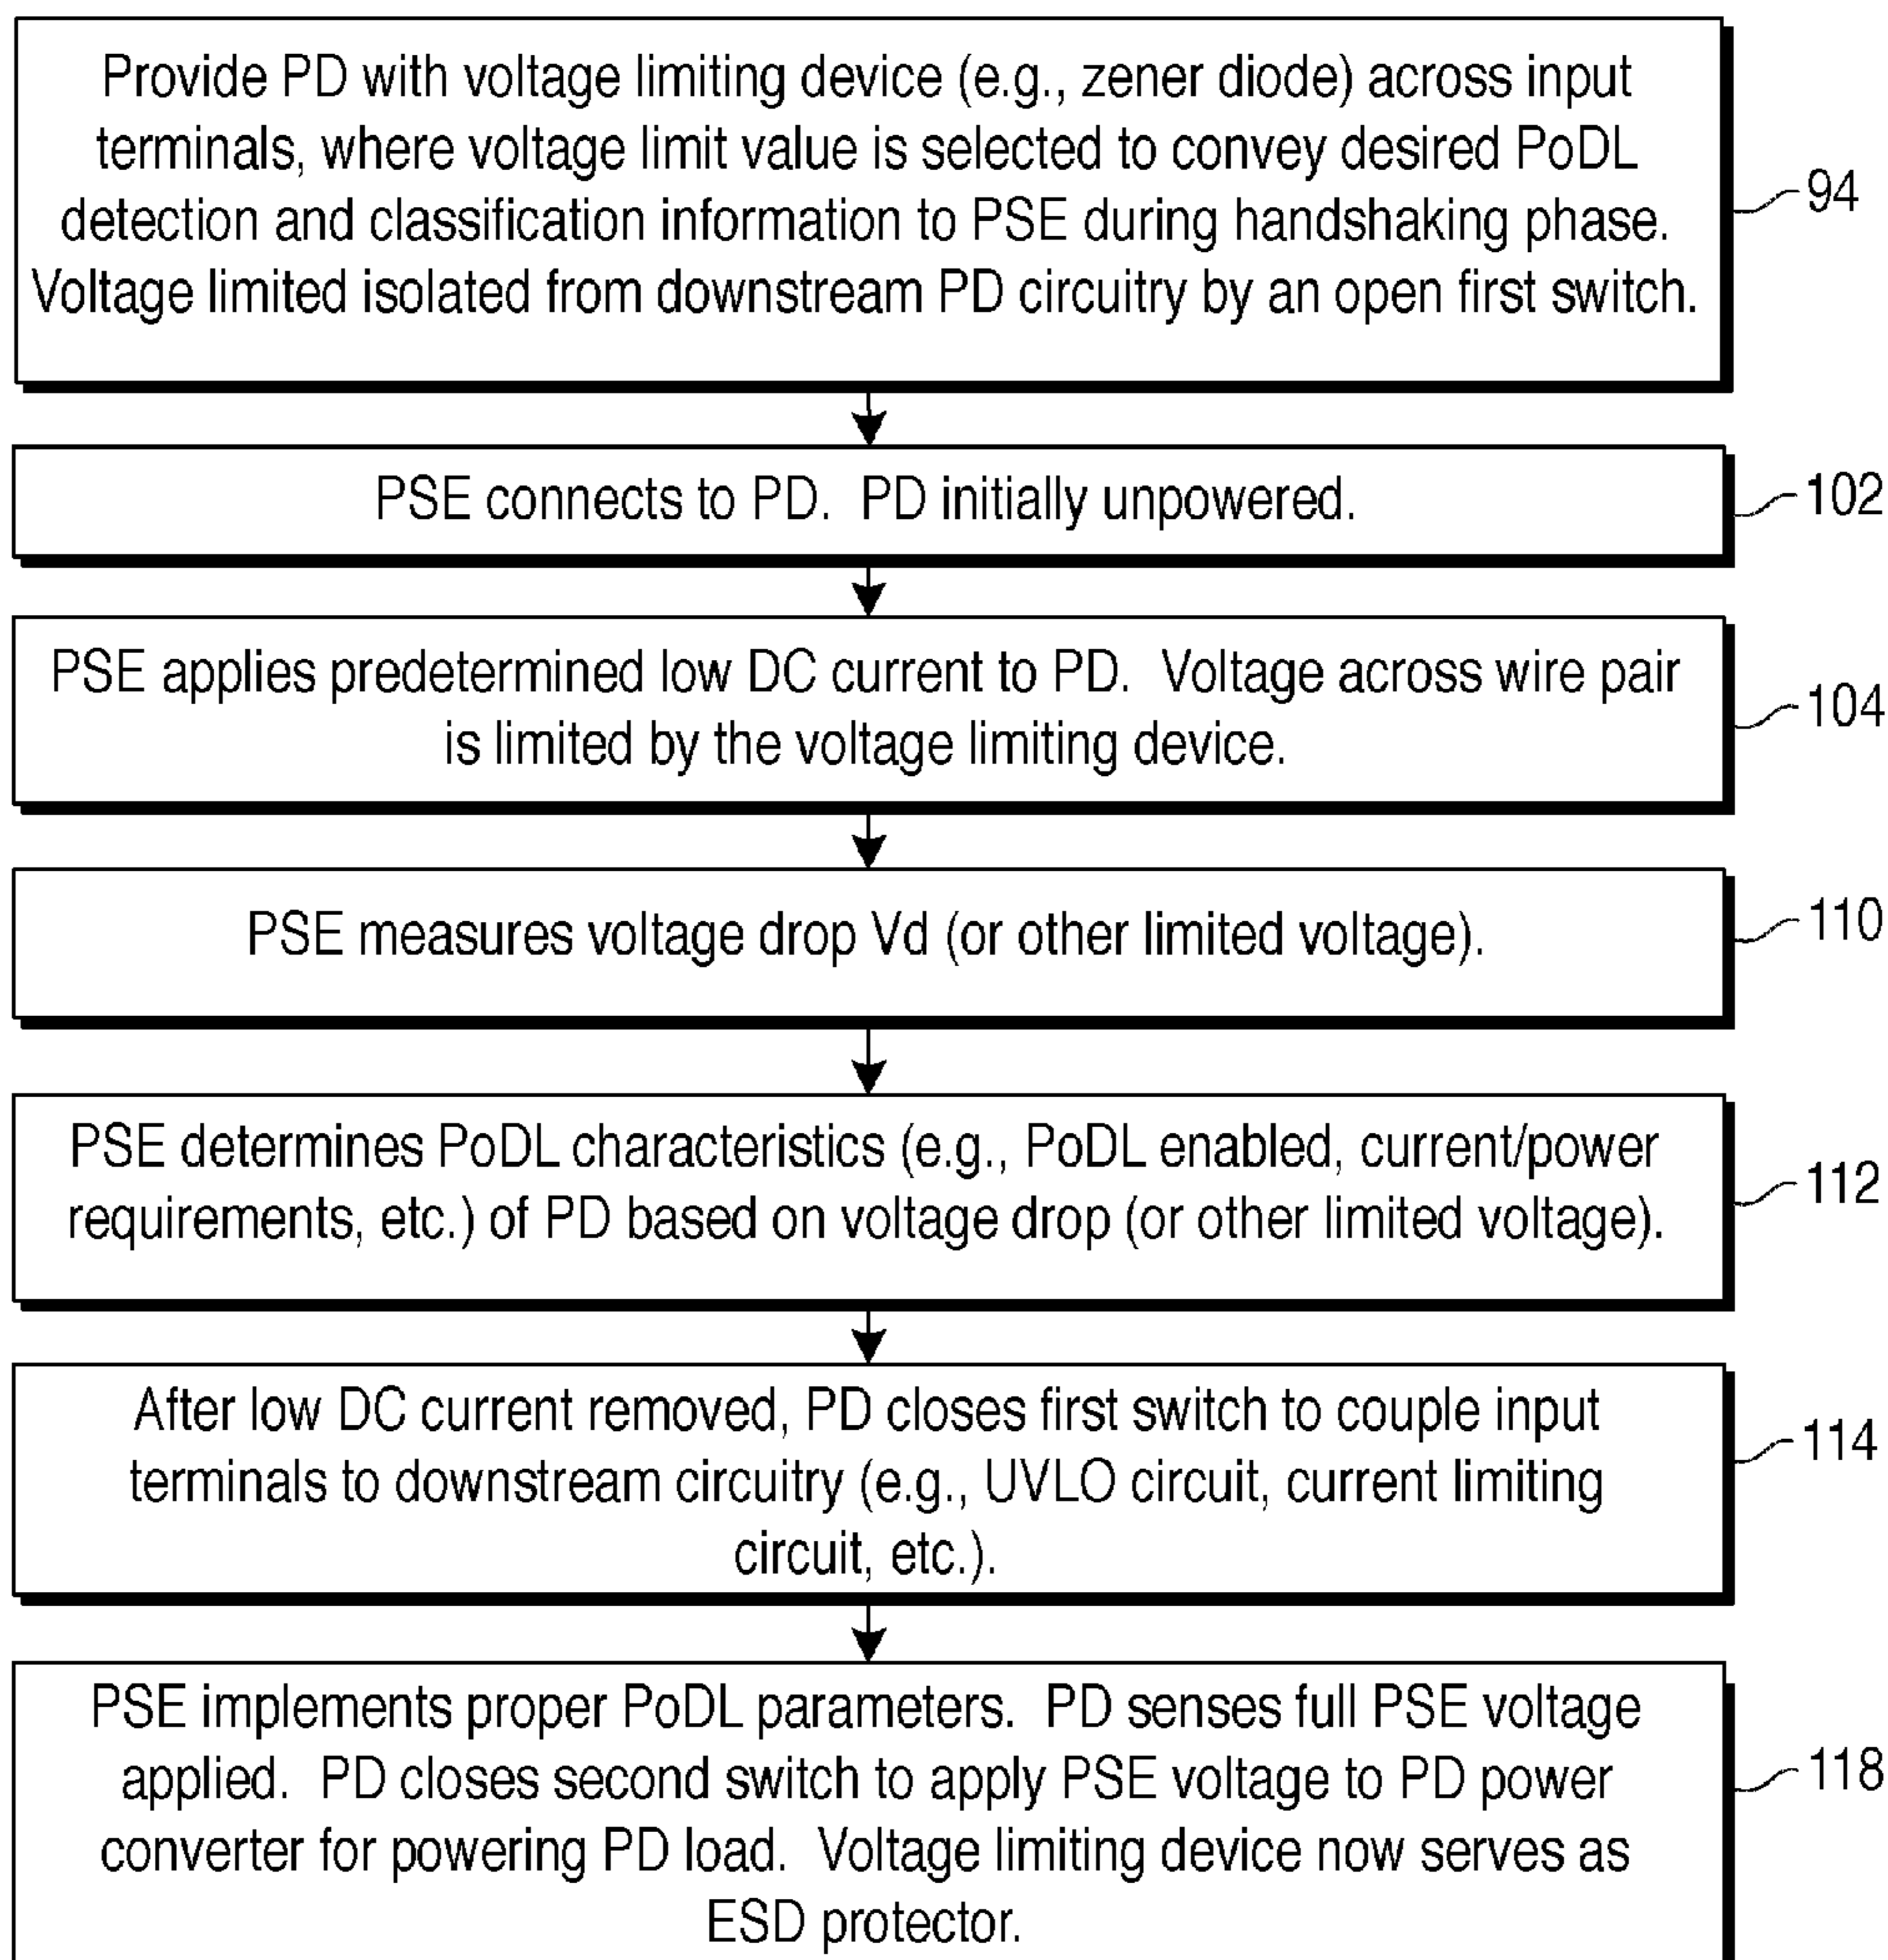 Provide PD with voltage limiting device (e.g., zener diode) across input
terminals, where voltage limit value is selected to convey desired PoDL
detection and classification information to PSE during handshaking phase.
Voltage limited isolated from downstream PD circuitry by an open first switch.
94
PSE connects to PD. PD initially unpowered.
102
PSE applies predetermined low DC current to PD. Voltage across wire pair
is limited by the voltage limiting device.
104
PSE measures voltage drop Vd (or other limited voltage).
110
PSE determines PoDL characteristics (e.g., PoDL enabled, current/power
requirements, etc.) of PD based on voltage drop (or other limited voltage).
112
After low DC current removed, PD closes first switch to couple input
terminals to downstream circuitry (e.g., UVLO circuit, current limiting
circuit, etc.).
114
PSE implements proper PoDL parameters. PD senses full PSE voltage
applied. PD closes second switch to apply PSE voltage to PD power
converter for powering PD load. Voltage limiting device now serves as
ESD protector.
118